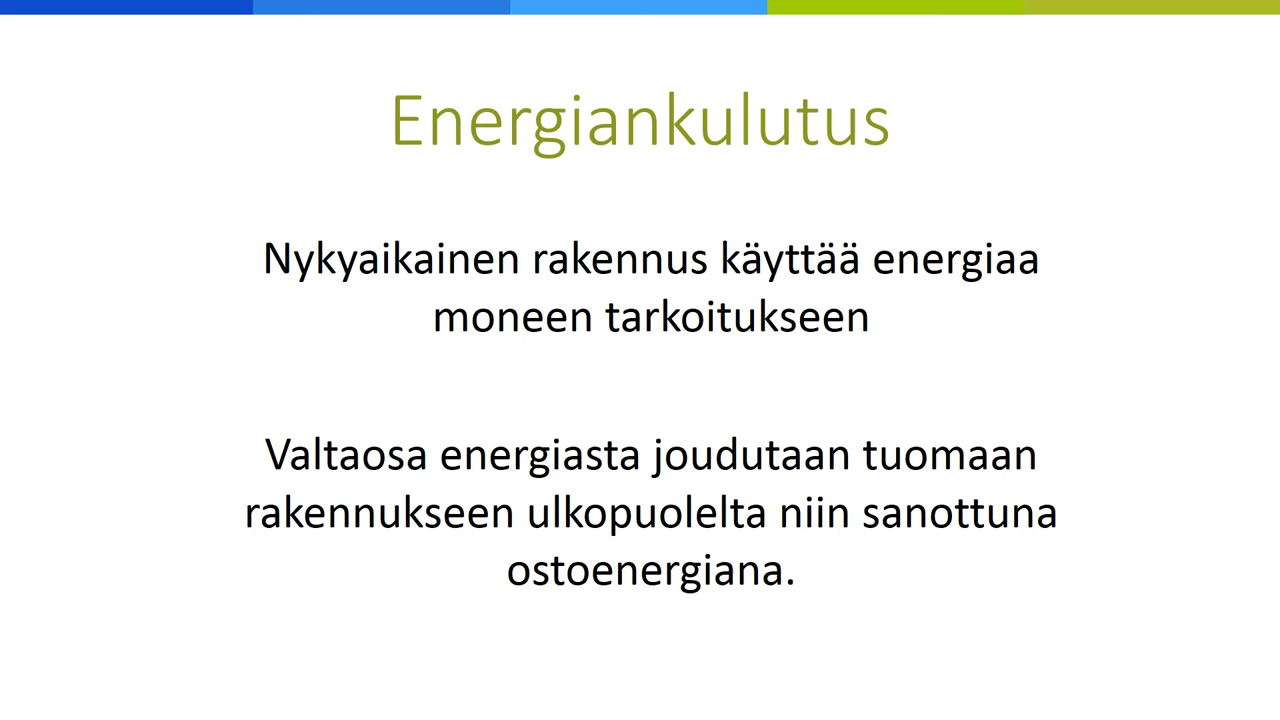 Energiankulutus
Nykyaikainen rakennus käyttää energiaa
moneen tarkoitukseen
Valtaosa energiasta joudutaan tuomaan
rakennukseen ulkopuolelta niin sanottuna
ostoenergiana.